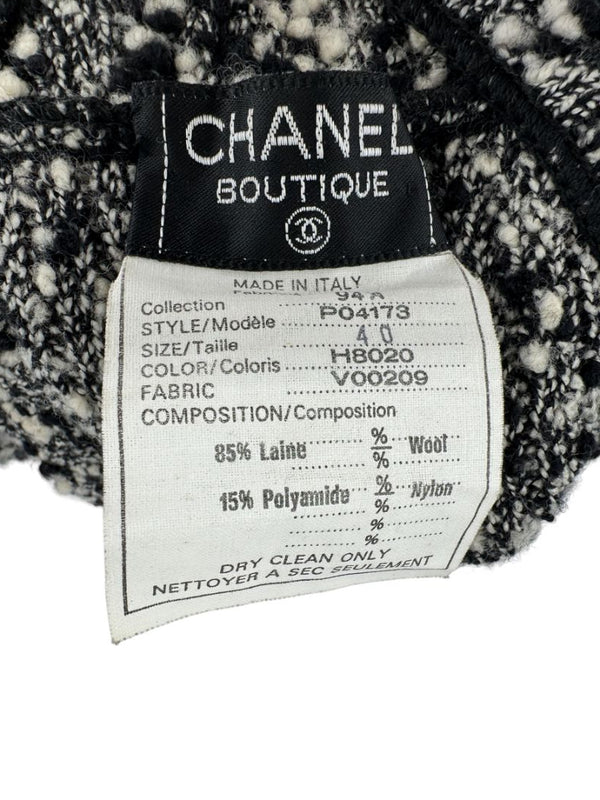 CHANEL
BOUTIQUE
MADE IN ITALY
Collection 94 A
STYLE/Modèle P04173
SIZE/Taille 40
COLOR/Coloris H8020
FABRIC V00209
COMPOSITION/Composition
85% Laine % Wool
%
15% Polyamide % Nylon
%
%
%
DRY CLEAN ONLY
NETTOYER A SEC SEULEMENT